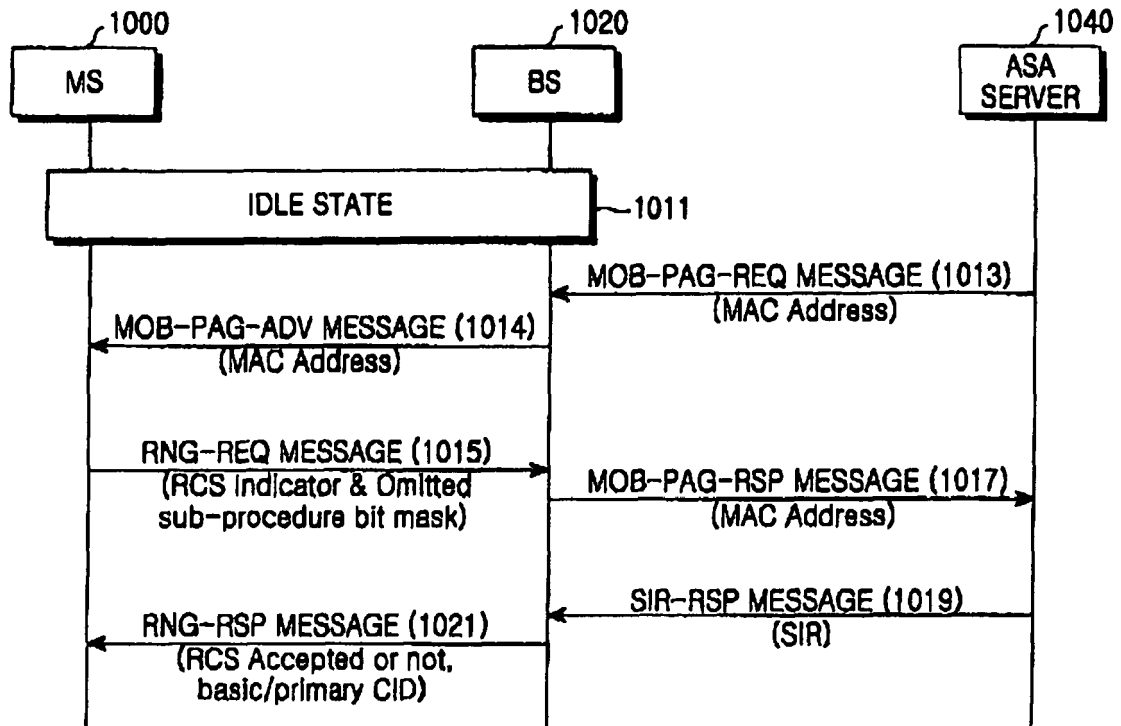 1000
1020
1040
MS
BS
ASA
SERVER
IDLE STATE
1011
MOB-PAG-REQ MESSAGE (1013)
(MAC Address)
MOB-PAG-ADV MESSAGE (1014)
(MAC Address)
RNG-REQ MESSAGE (1015)
(RCS Indicator & Omitted
sub-procedure bit mask)
MOB-PAG-RSP MESSAGE (1017)
(MAC Address)
SIR-RSP MESSAGE (1019)
(SIR)
RNG-RSP MESSAGE (1021)
(RCS Accepted or not,
basic/primary CID)